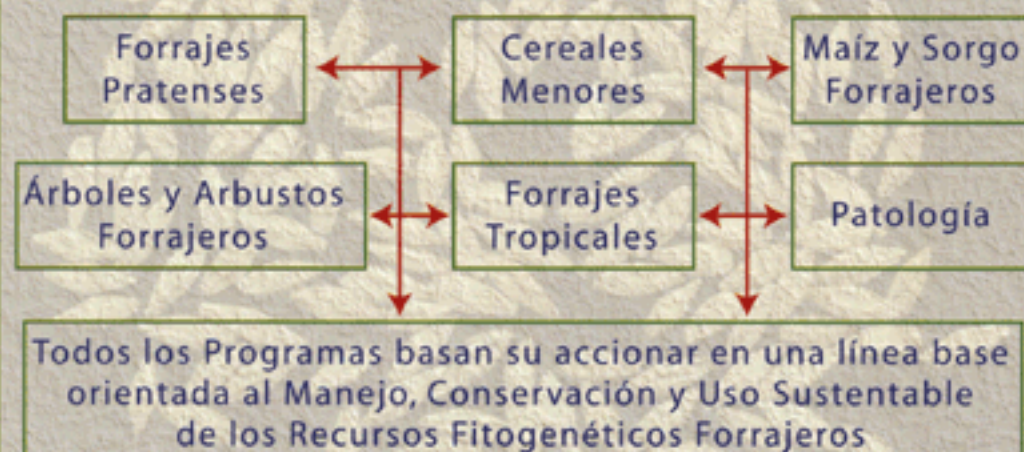 Forrajes
Pratenses
Cereales
Menores
Maíz y Sorgo
Forrajeros
Árboles y Arbustos
Forrajeros
Forrajes
Tropicales
Patología
Todos los Programas basan su accionar en una línea base
orientada al Manejo, Conservación y Uso Sustentable
de los Recursos Fitogenéticos Forrajeros